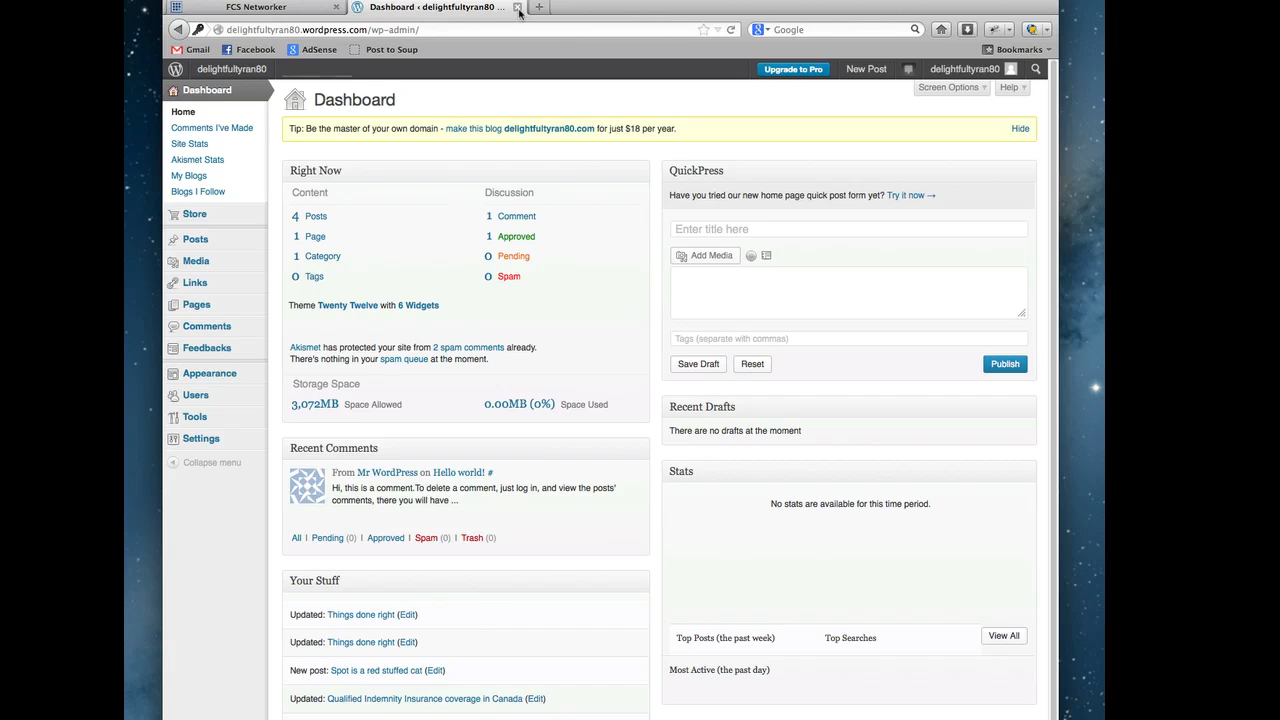 FCS Networker
Dashboard ‹ delightfultyran80 ...
delightfultyran80.wordpress.com/wp-admin/
Google
Gmail
Facebook
AdSense
Post to Soup
Bookmarks
delightfultyran80
Upgrade to Pro
New Post
delightfultyran80
Dashboard
Home
Comments I've Made
Site Stats
Akismet Stats
My Blogs
Blogs I Follow
Store
Posts
Media
Links
Pages
Comments
Feedbacks
Appearance
Users
Tools
Settings
Collapse menu
Screen Options
Help
Dashboard
Tip: Be the master of your own domain - make this blog delightfultyran80.com for just $18 per year.
Hide
Right Now
Content
Discussion
4 Posts
1 Comment
1 Page
1 Approved
1 Category
0 Pending
0 Tags
0 Spam
Theme Twenty Twelve with 6 Widgets
Akismet has protected your site from 2 spam comments already.
There's nothing in your spam queue at the moment.
Storage Space
3,072MB Space Allowed
0.00MB (0%) Space Used
Recent Comments
From Mr WordPress on Hello world! #
Hi, this is a comment.To delete a comment, just log in, and view the posts'
comments, there you will have ...
All | Pending (0) | Approved | Spam (0) | Trash (0)
Your Stuff
Updated: Things done right (Edit)
Updated: Things done right (Edit)
New post: Spot is a red stuffed cat (Edit)
Updated: Qualified Indemnity Insurance coverage in Canada (Edit)
QuickPress
Have you tried our new home page quick post form yet? Try it now →
Enter title here
Add Media
Tags (separate with commas)
Save Draft
Reset
Publish
Recent Drafts
There are no drafts at the moment
Stats
No stats are available for this time period.
Top Posts (the past week)
Top Searches
View All
Most Active (the past day)